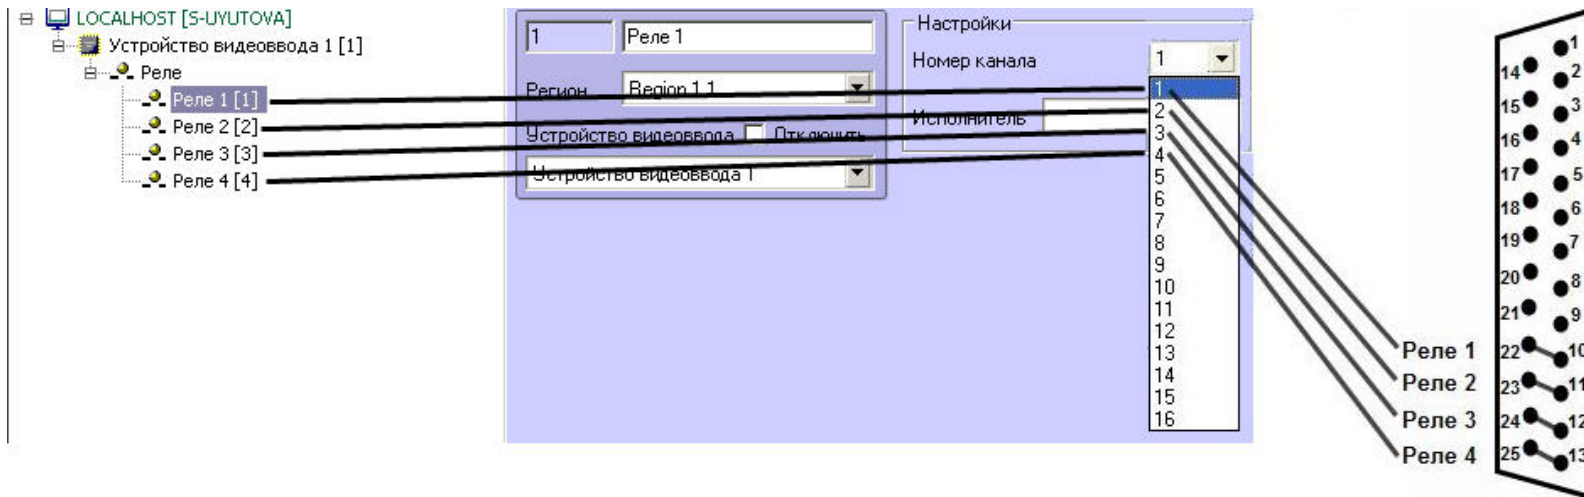 LOCALHOST [S-UYUTOVA]
Устройство видеоввода 1 [1]
Реле
Реле 1 [1]
Реле 2 [2]
Реле 3 [3]
Реле 4 [4]
1
Реле 1
Регион
Region 1.1
Устройство видеоввода
Отключить
Устройство видеоввода 1
Настройки
Номер канала
1
Исполнитель
1
2
3
4
5
6
7
8
9
10
11
12
13
14
15
16
Реле 1
Реле 2
Реле 3
Реле 4
1
14
2
15
3
16
4
17
5
18
6
19
7
20
8
21
9
22
10
23
11
24
12
25
13